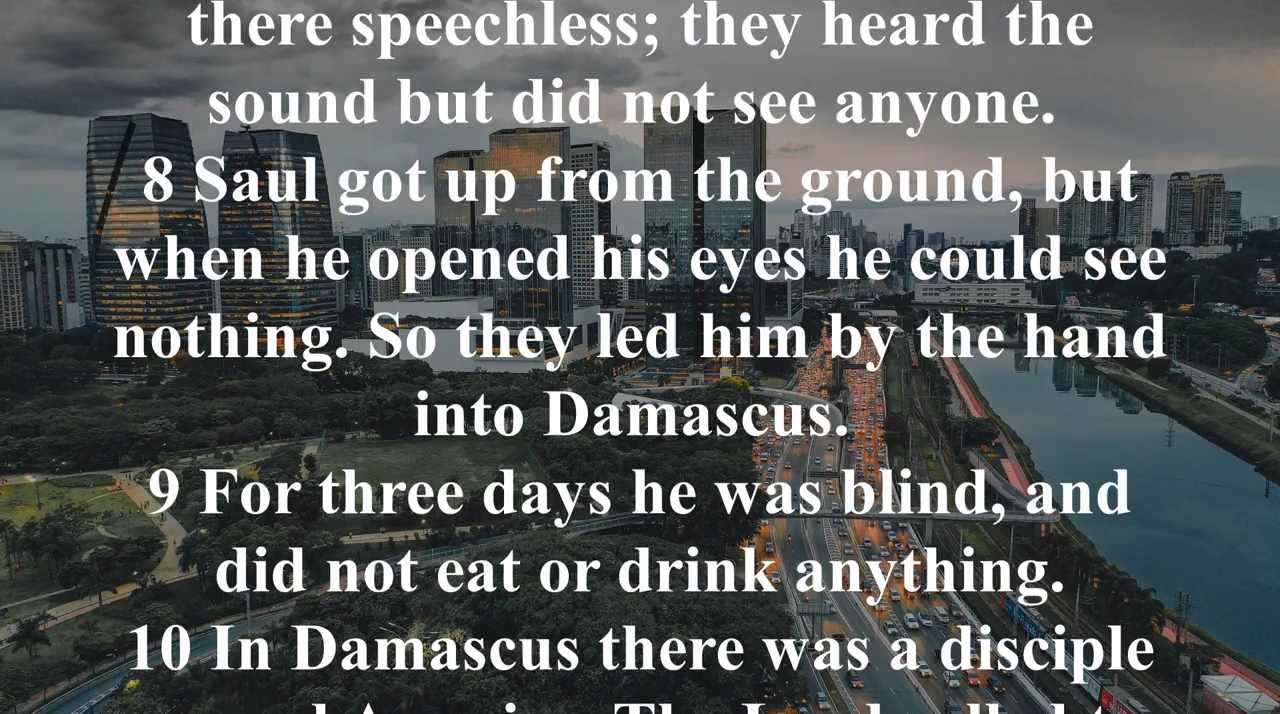 there speechless; they heard the
sound but did not see anyone.
8 Saul got up from the ground, but
when he opened his eyes he could see
nothing. So they led him by the hand
into Damascus.
9 For three days he was blind, and
did not eat or drink anything.
10 In Damascus there was a disciple